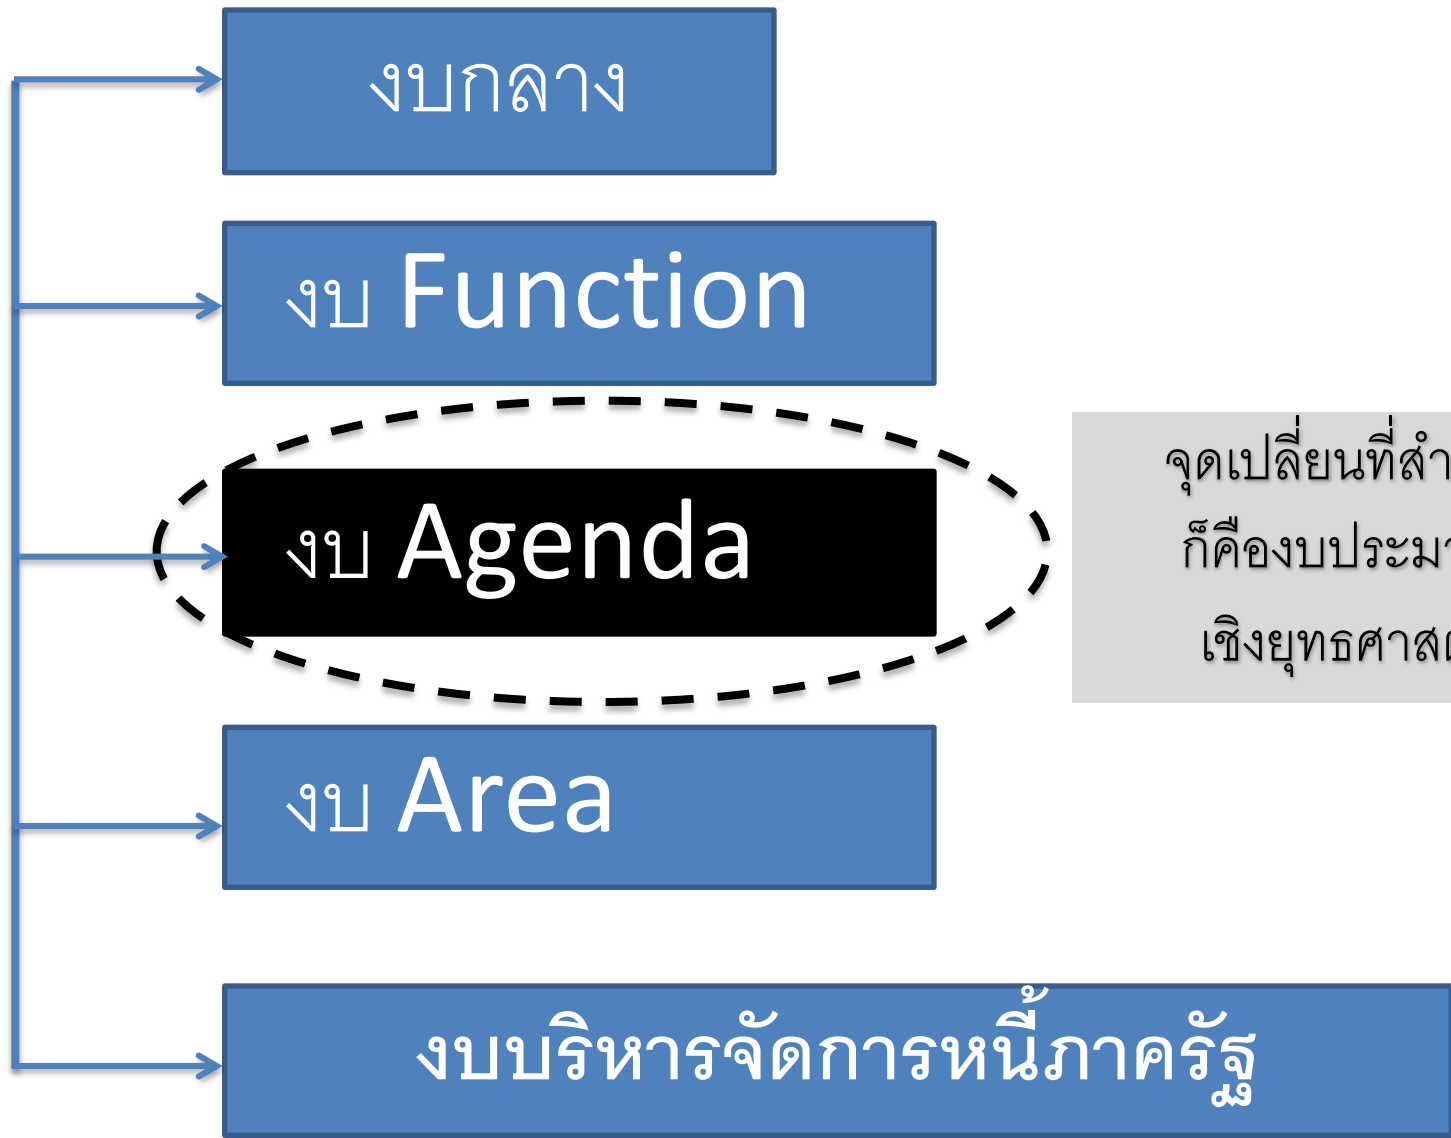 งบกลาง
งบ Function
งบ Agenda
จุดเปลี่ยนที่สำ
ก็คืองบประมา
เชิงยุทธศาส
งบ Area
งบบริหารจัดการหนี้ภาครัฐ